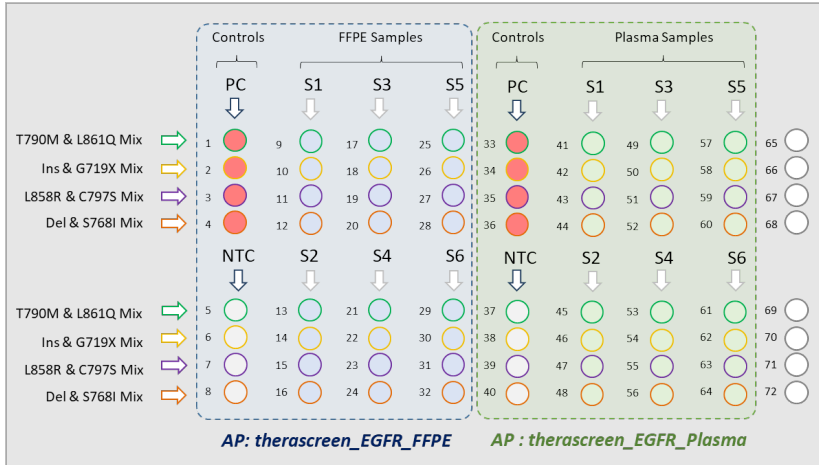 Controls FFPE Samples Controls Plasma Samples
PC S1 S3 S5 PC S1 S3 S5
T790M & L861Q Mix 1 9 17 25 33 41 49 57 65
Ins & G719X Mix 2 10 18 26 34 42 50 58 66
L858R & C797S Mix 3 11 19 27 35 43 51 59 67
Del & S768I Mix 4 12 20 28 36 44 52 60 68
NTC S2 S4 S6 NTC S2 S4 S6
T790M & L861Q Mix 5 13 21 29 37 45 53 61 69
Ins & G719X Mix 6 14 22 30 38 46 54 62 70
L858R & C797S Mix 7 15 23 31 39 47 55 63 71
Del & S768I Mix 8 16 24 32 40 48 56 64 72
AP: therascreen_EGFR_FFPE AP : therascreen_EGFR_Plasma